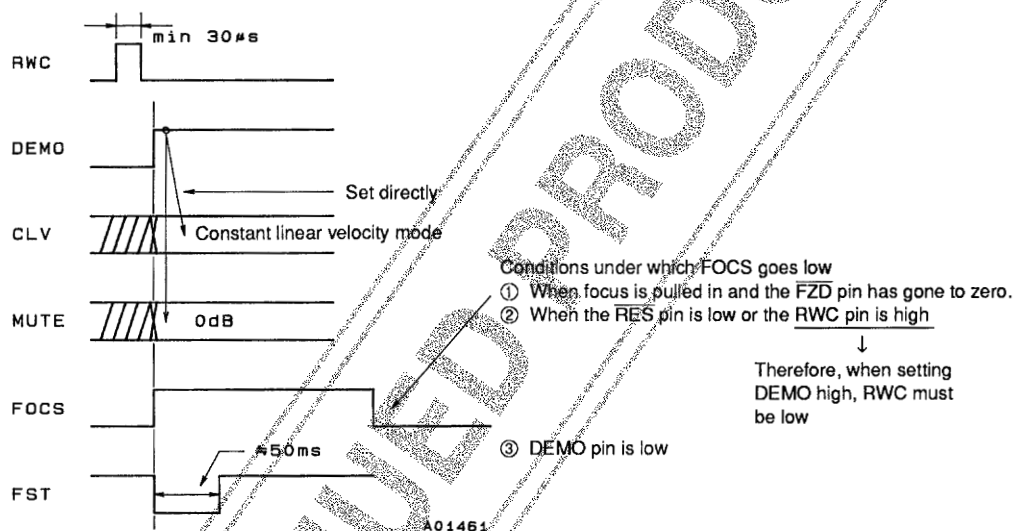 min 30μs
RWC
DEMO
Set directly
CLV
Constant linear velocity mode
Conditions under which FOCS goes low
① When focus is pulled in and the FZD pin has gone to zero.
MUTE
0dB
② When the RES pin is low or the RWC pin is high
↓
Therefore, when setting
DEMO high, RWC must
be low
FOCS
③ DEMO pin is low
≒50ms
FST
A01461
UED PRODU